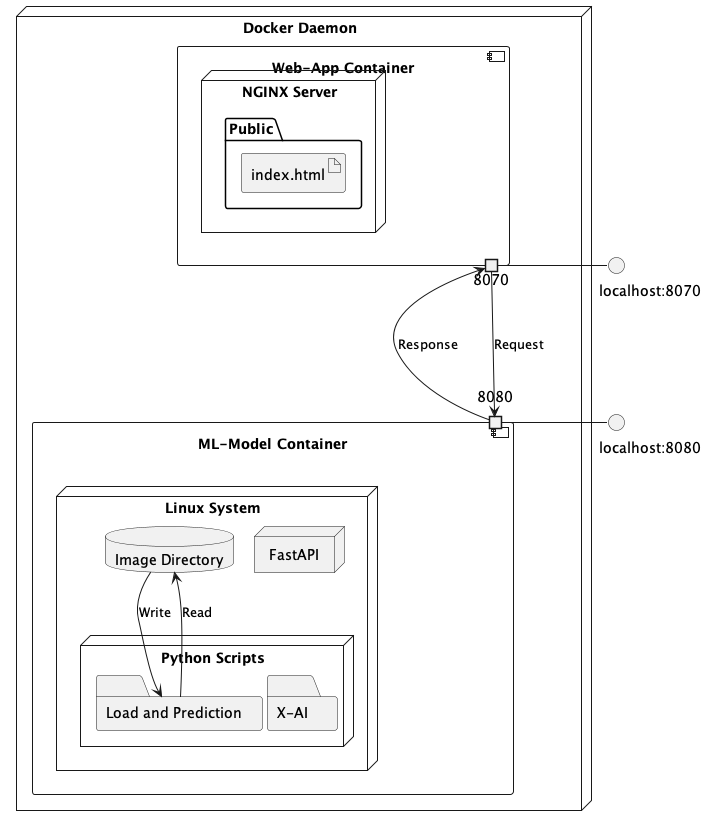 Docker Daemon
Web-App Container
NGINX Server
Public
index.html
8070
localhost:8070
Response
Request
8080
localhost:8080
ML-Model Container
Linux System
Image Directory
FastAPI
Write
Read
Python Scripts
Load and Prediction
X-AI